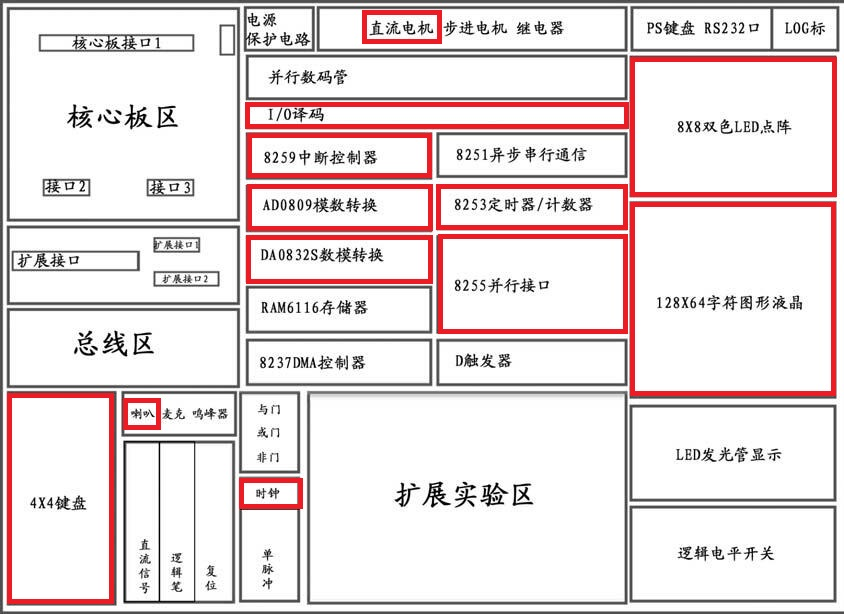 核心板接口1
核心板区
接口2
接口3
电源
保护电路
直流电机 步进电机 继电器
PS键盘 RS232口
LOG标
并行数码管
I/O译码
8259中断控制器
8251异步串行通信
AD0809模数转换
8253定时器/计数器
DA0832S数模转换
8255并行接口
RAM6116存储器
8237DMA控制器
D触发器
8X8双色LED点阵
128X64字符图形液晶
扩展接口
扩展接口1
扩展接口2
总线区
4X4键盘
喇叭 麦克 鸣峰器
直流信号
逻辑笔
复位
与门
或门
非门
时钟
单脉冲
扩展实验区
LED发光管显示
逻辑电平开关